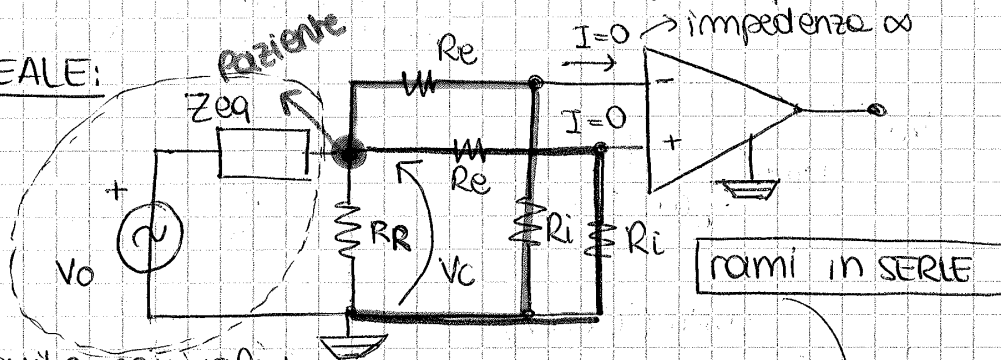 EALE:
Paziente
Zeq
Re
I=0
impedenza ∞
-
I=0
+
Re
+
Vo
RR
Vc
Ri
Ri
rami in SERIE